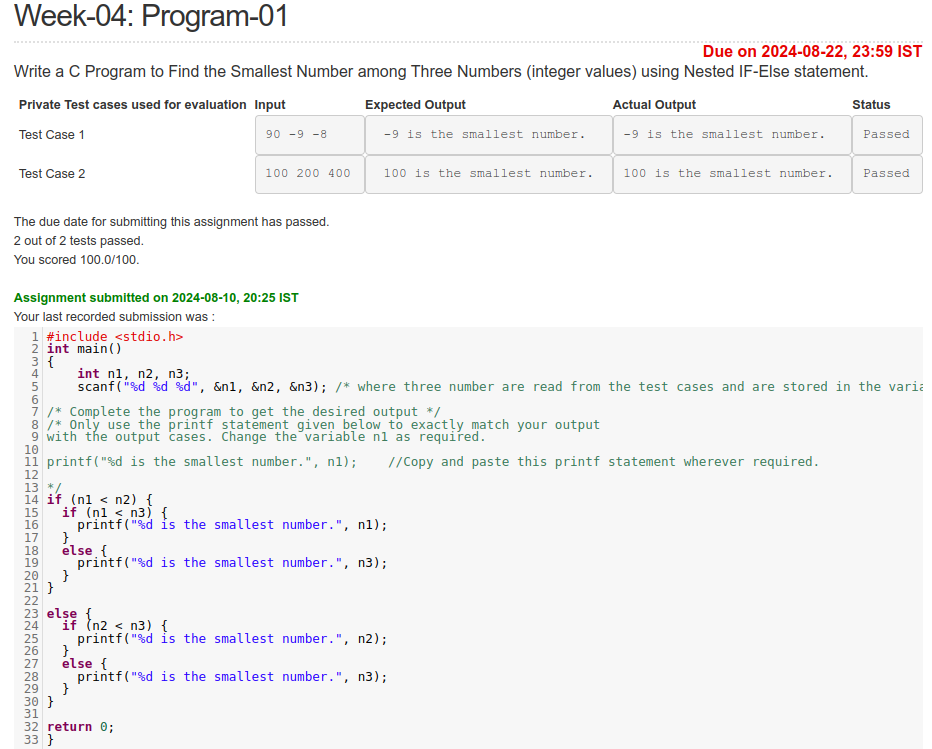 Week-04: Program-01
Due on 2024-08-22, 23:59 IST
Write a C Program to Find the Smallest Number among Three Numbers (integer values) using Nested IF-Else statement.
Private Test cases used for evaluation Input Expected Output Actual Output Status
Test Case 1 90 -9 -8 -9 is the smallest number. -9 is the smallest number. Passed
Test Case 2 100 200 400 100 is the smallest number. 100 is the smallest number. Passed
The due date for submitting this assignment has passed.
2 out of 2 tests passed.
You scored 100.0/100.
Assignment submitted on 2024-08-10, 20:25 IST
Your last recorded submission was :
1 #include <stdio.h>
2 int main()
3 {
4     int n1, n2, n3;
5     scanf("%d %d %d", &n1, &n2, &n3); /* where three number are read from the test cases and are stored in the varia
6
7 /* Complete the program to get the desired output */
8 /* Only use the printf statement given below to exactly match your output
9 with the output cases. Change the variable n1 as required.
10
11 printf("%d is the smallest number.", n1);    //Copy and paste this printf statement wherever required.
12
13 */
14 if (n1 < n2) {
15   if (n1 < n3) {
16     printf("%d is the smallest number.", n1);
17   }
18   else {
19     printf("%d is the smallest number.", n3);
20   }
21 }
22
23 else {
24   if (n2 < n3) {
25     printf("%d is the smallest number.", n2);
26   }
27   else {
28     printf("%d is the smallest number.", n3);
29   }
30 }
31
32 return 0;
33 }